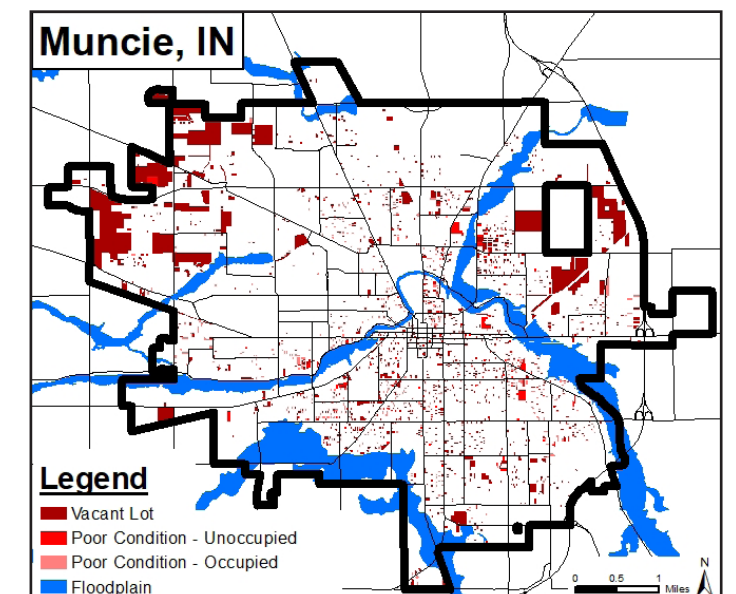 Muncie, IN
Legend
Vacant Lot
Poor Condition - Unoccupied
Poor Condition - Occupied
Floodplain
N
0 0.5 1
Miles